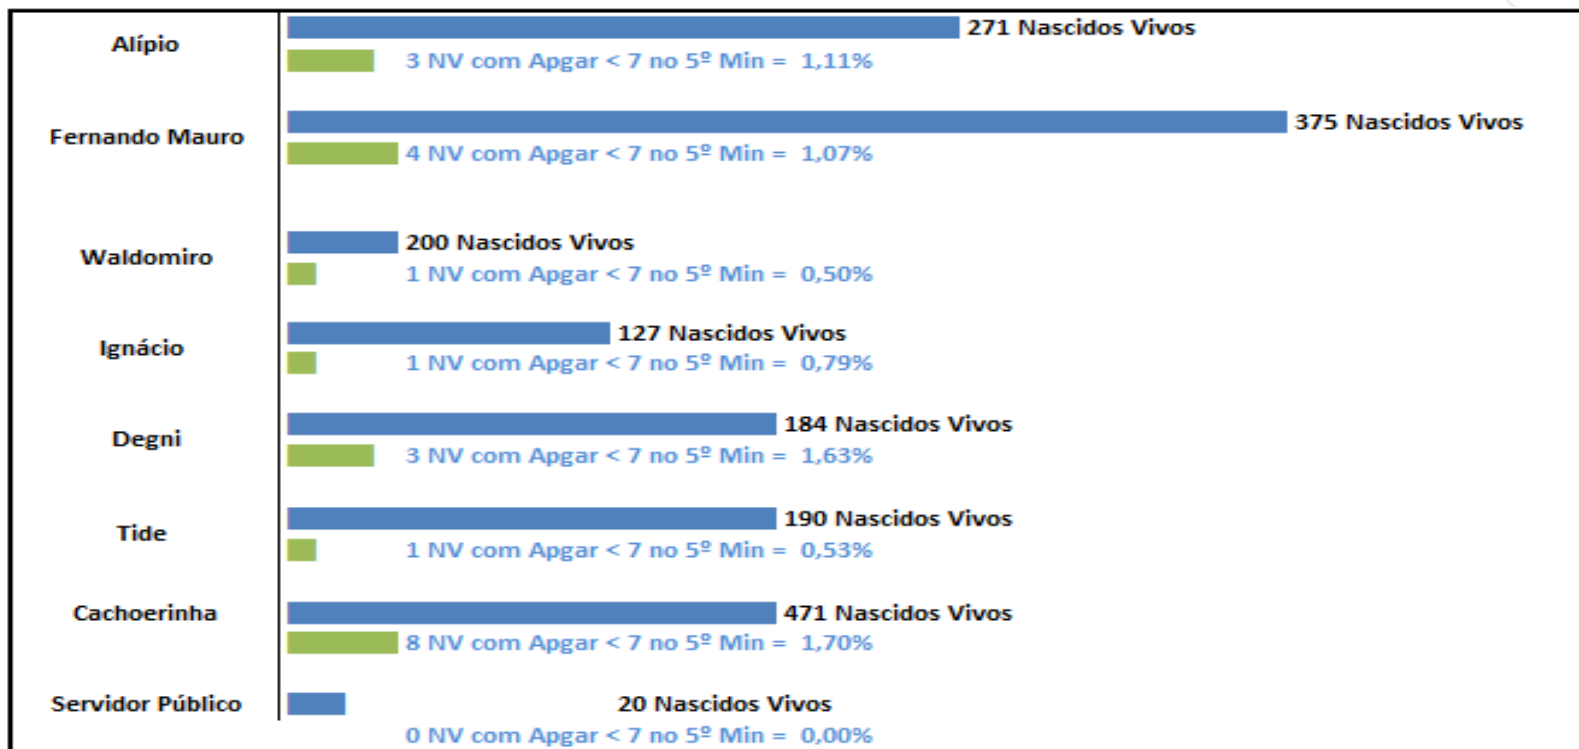 Alípio
271 Nascidos Vivos
3 NV com Apgar < 7 no 5º Min = 1,11%
Fernando Mauro
375 Nascidos Vivos
4 NV com Apgar < 7 no 5º Min = 1,07%
Waldomiro
200 Nascidos Vivos
1 NV com Apgar < 7 no 5º Min = 0,50%
Ignácio
127 Nascidos Vivos
1 NV com Apgar < 7 no 5º Min = 0,79%
Degni
184 Nascidos Vivos
3 NV com Apgar < 7 no 5º Min = 1,63%
Tide
190 Nascidos Vivos
1 NV com Apgar < 7 no 5º Min = 0,53%
Cachoerinha
471 Nascidos Vivos
8 NV com Apgar < 7 no 5º Min = 1,70%
Servidor Público
20 Nascidos Vivos
0 NV com Apgar < 7 no 5º Min = 0,00%